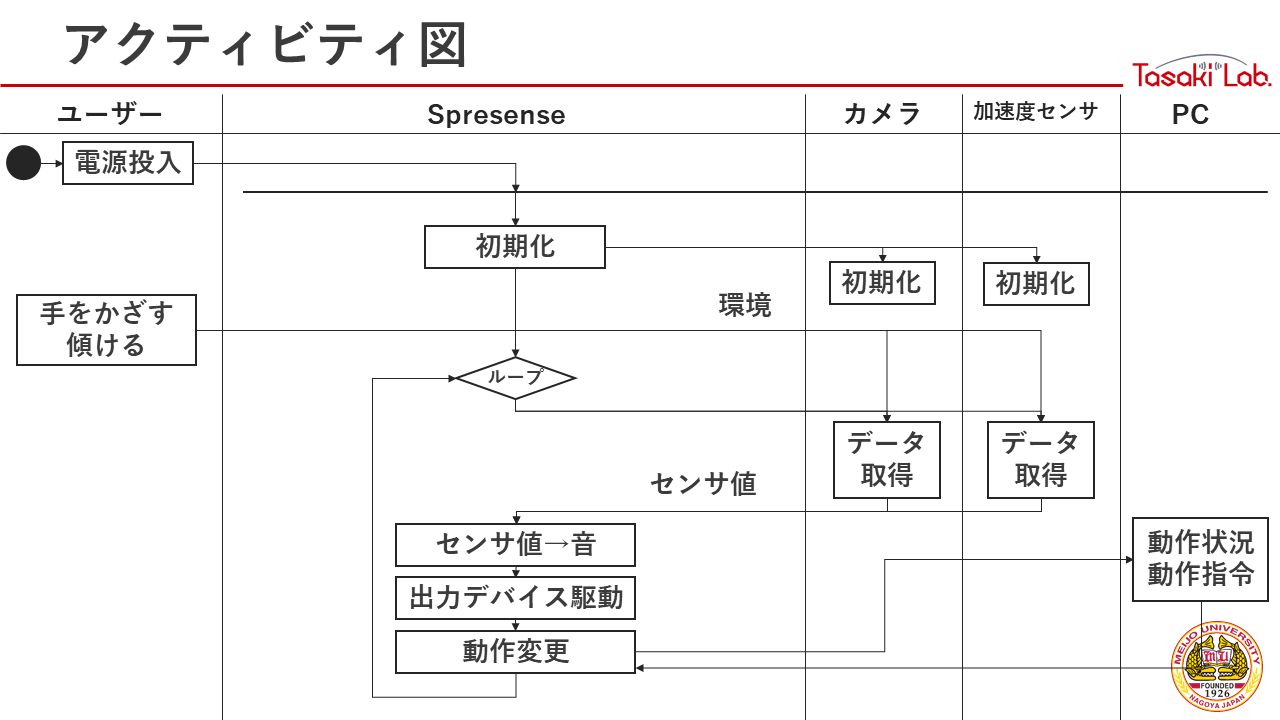 アクティビティ図
Tasaki Lab.
ユーザー
Spresense
カメラ
加速度センサ
PC
電源投入
初期化
初期化
初期化
手をかざす
傾ける
環境
ループ
データ
取得
データ
取得
センサ値
センサ値→音
出力デバイス駆動
動作変更
動作状況
動作指令
MEIJO UNIVERSITY
FOUNDED
1926
NAGOYA JAPAN